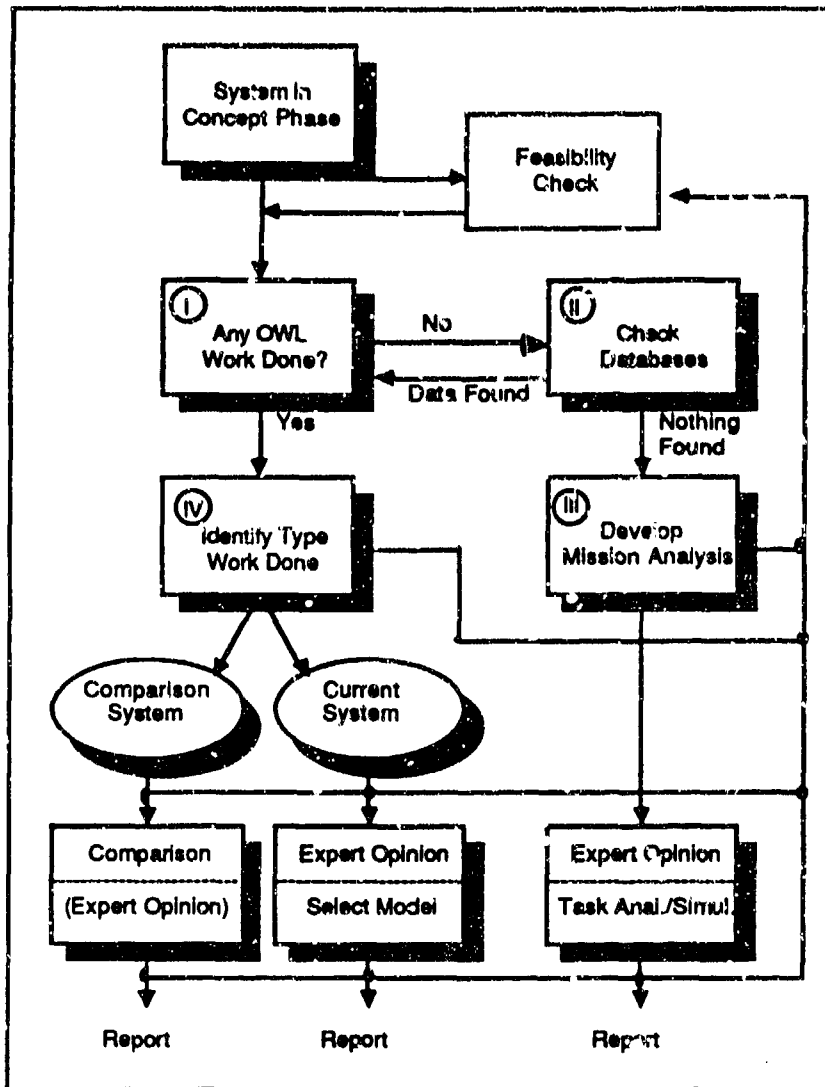 System in
Concept Phase
Feasibility
Check
I
Any OWL
Work Done?
No
II
Check
Databases
Data Found
Yes
Nothing
Found
IV
Identify Type
Work Done
III
Develop
Mission Analysis
Comparison
System
Current
System
Comparison
(Expert Opinion)
Expert Opinion
Select Model
Expert Opinion
Task Anal./Simul.
Report
Report
Report